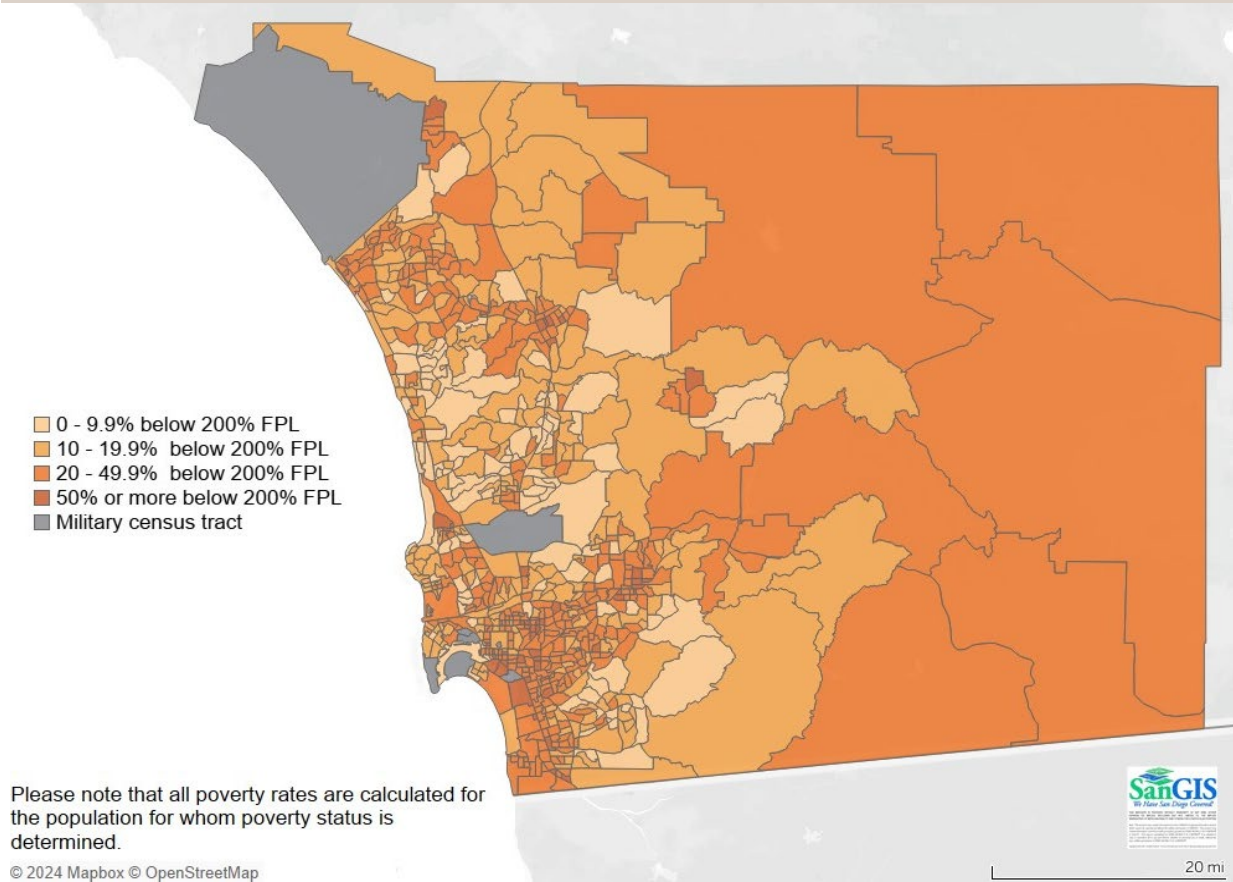 0 - 9.9% below 200% FPL
10 - 19.9% below 200% FPL
20 - 49.9% below 200% FPL
50% or more below 200% FPL
Military census tract
Please note that all poverty rates are calculated for
the population for whom poverty status is
determined.
© 2024 Mapbox © OpenStreetMap
SanGIS
We Have San Diego Covered!
20 mi